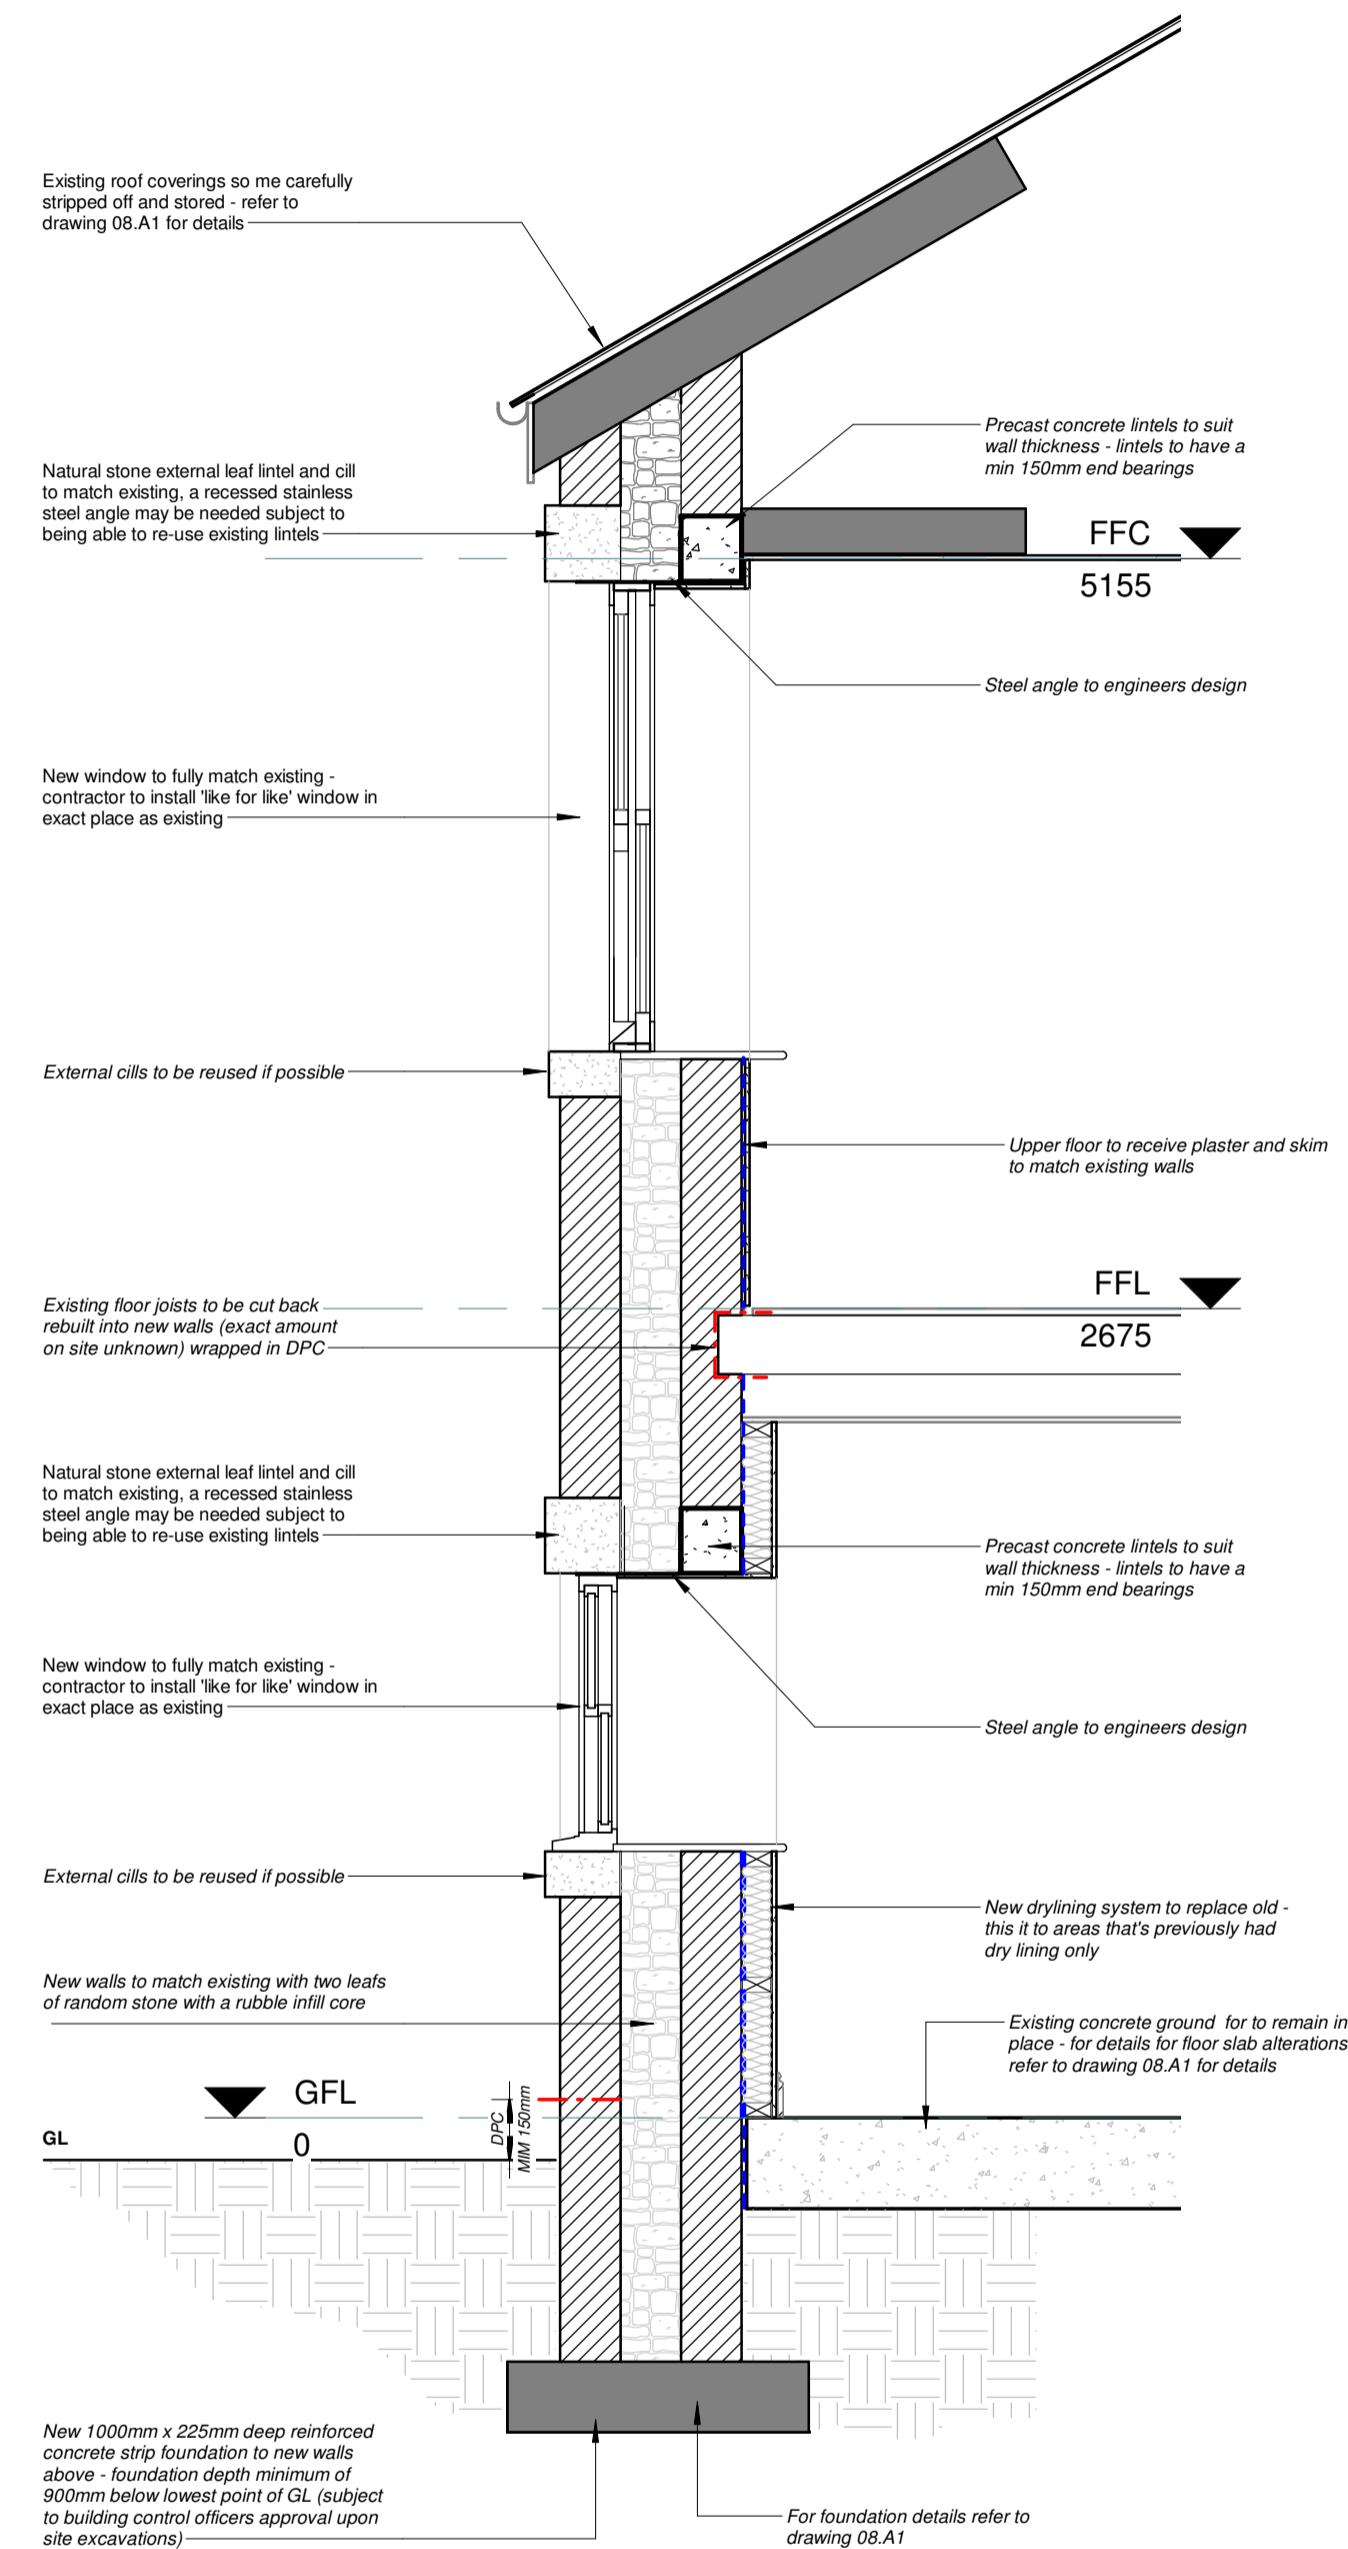 Existing roof coverings so me carefully
stripped off and stored - refer to
drawing 08.A1 for details
Precast concrete lintels to suit
wall thickness - lintels to have a
min 150mm end bearings
Natural stone external leaf lintel and cill
to match existing, a recessed stainless
steel angle may be needed subject to
being able to re-use existing lintels
FFC
5155
Steel angle to engineers design
New window to fully match existing -
contractor to install 'like for like' window in
exact place as existing
External cills to be reused if possible
Upper floor to receive plaster and skim
to match existing walls
FFL
2675
Existing floor joists to be cut back
rebuilt into new walls (exact amount
on site unknown) wrapped in DPC
Natural stone external leaf lintel and cill
to match existing, a recessed stainless
steel angle may be needed subject to
being able to re-use existing lintels
Precast concrete lintels to suit
wall thickness - lintels to have a
min 150mm end bearings
New window to fully match existing -
contractor to install 'like for like' window in
exact place as existing
Steel angle to engineers design
External cills to be reused if possible
New drylining system to replace old -
this it to areas that's previously had
dry lining only
New walls to match existing with two leafs
of random stone with a rubble infill core
Existing concrete ground  for to remain in
place - for details for floor slab alterations
refer to drawing 08.A1 for details
GFL
0
GL
DPC
MIM 150mm
New 1000mm x 225mm deep reinforced
concrete strip foundation to new walls
above - foundation depth minimum of
900mm below lowest point of GL (subject
to building control officers approval upon
site excavations)
For foundation details refer to
drawing 08.A1